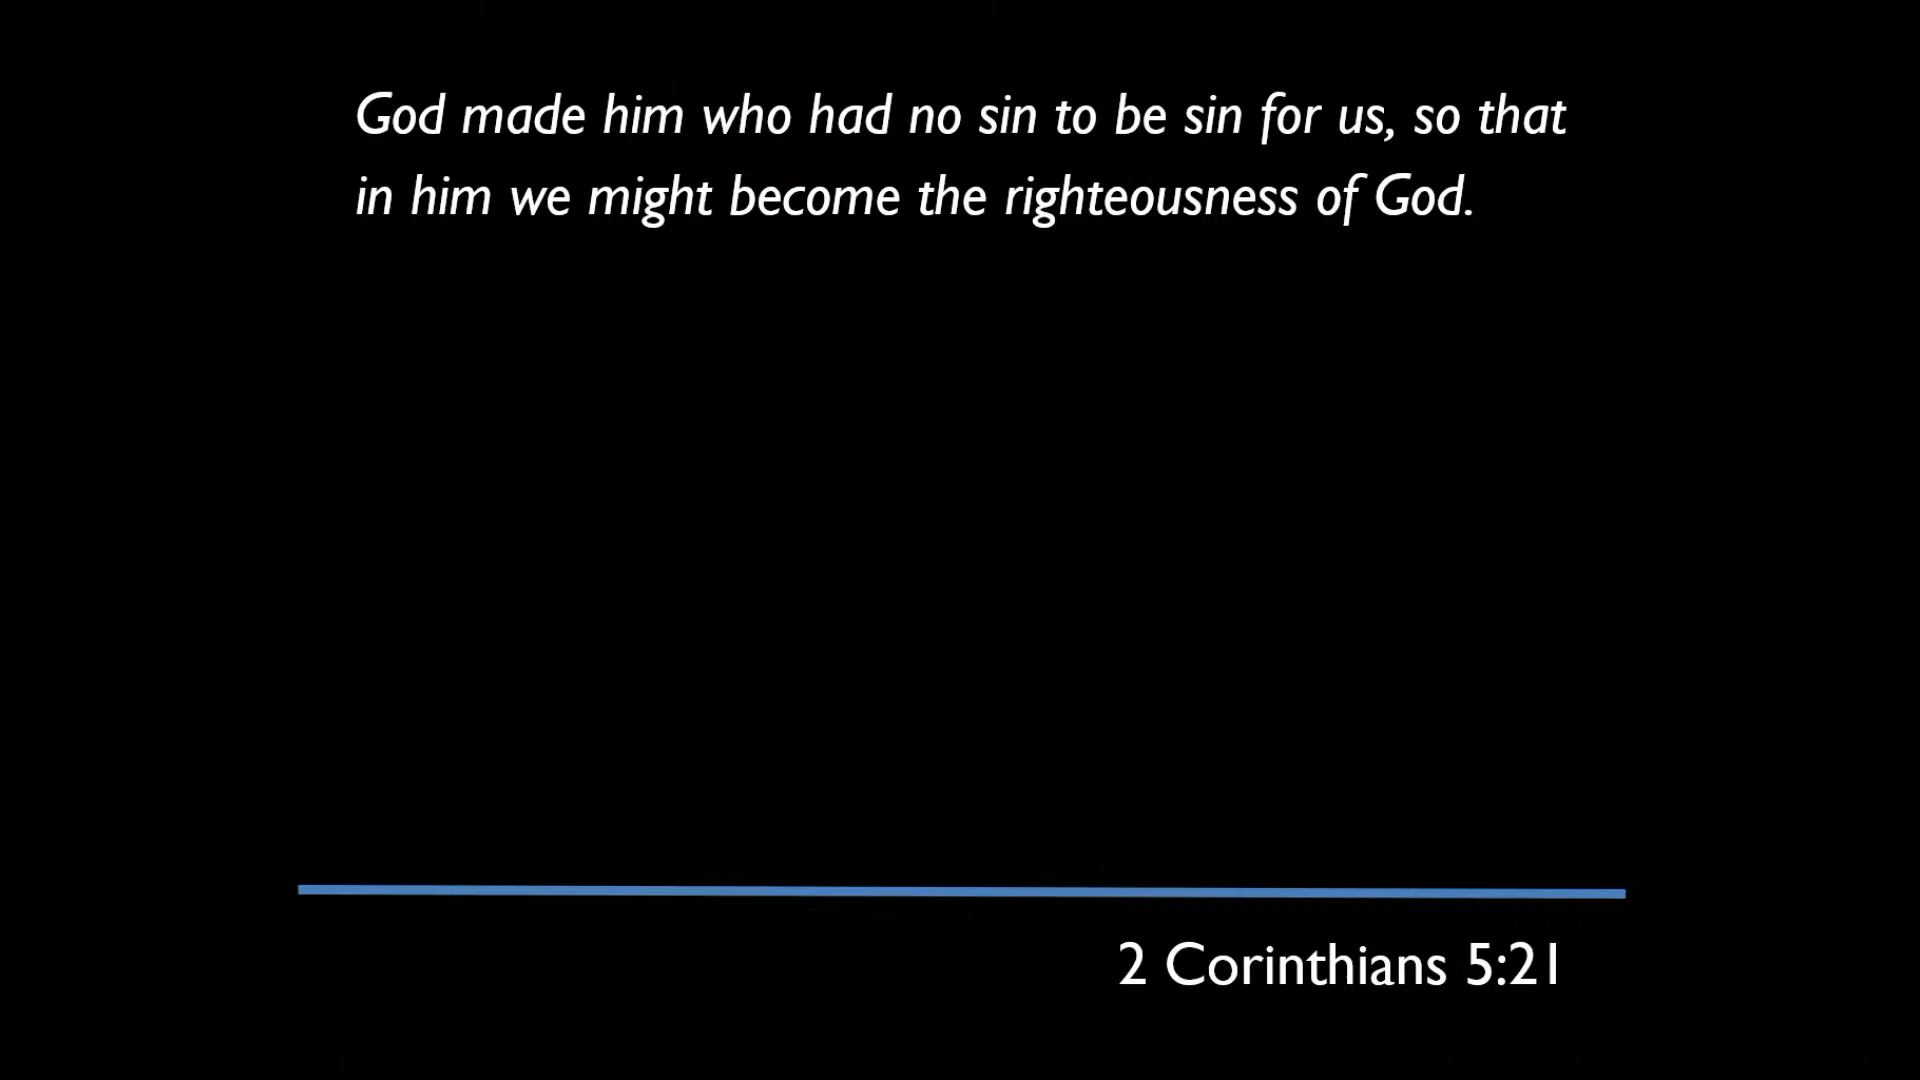 God made him who had no sin to be sin for us, so that
in him we might become the righteousness of God.
2 Corinthians 5:21